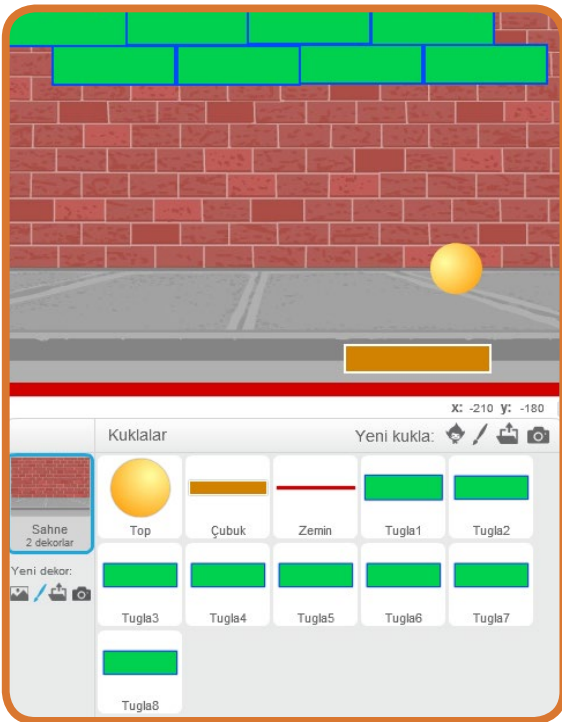 x: -210 y: -180
Kuklalar Yeni kukla:
Sahne
2 dekorlar
Yeni dekor:
Top Çubuk Zemin Tugla1 Tugla2
Tugla3 Tugla4 Tugla5 Tugla6 Tugla7
Tugla8